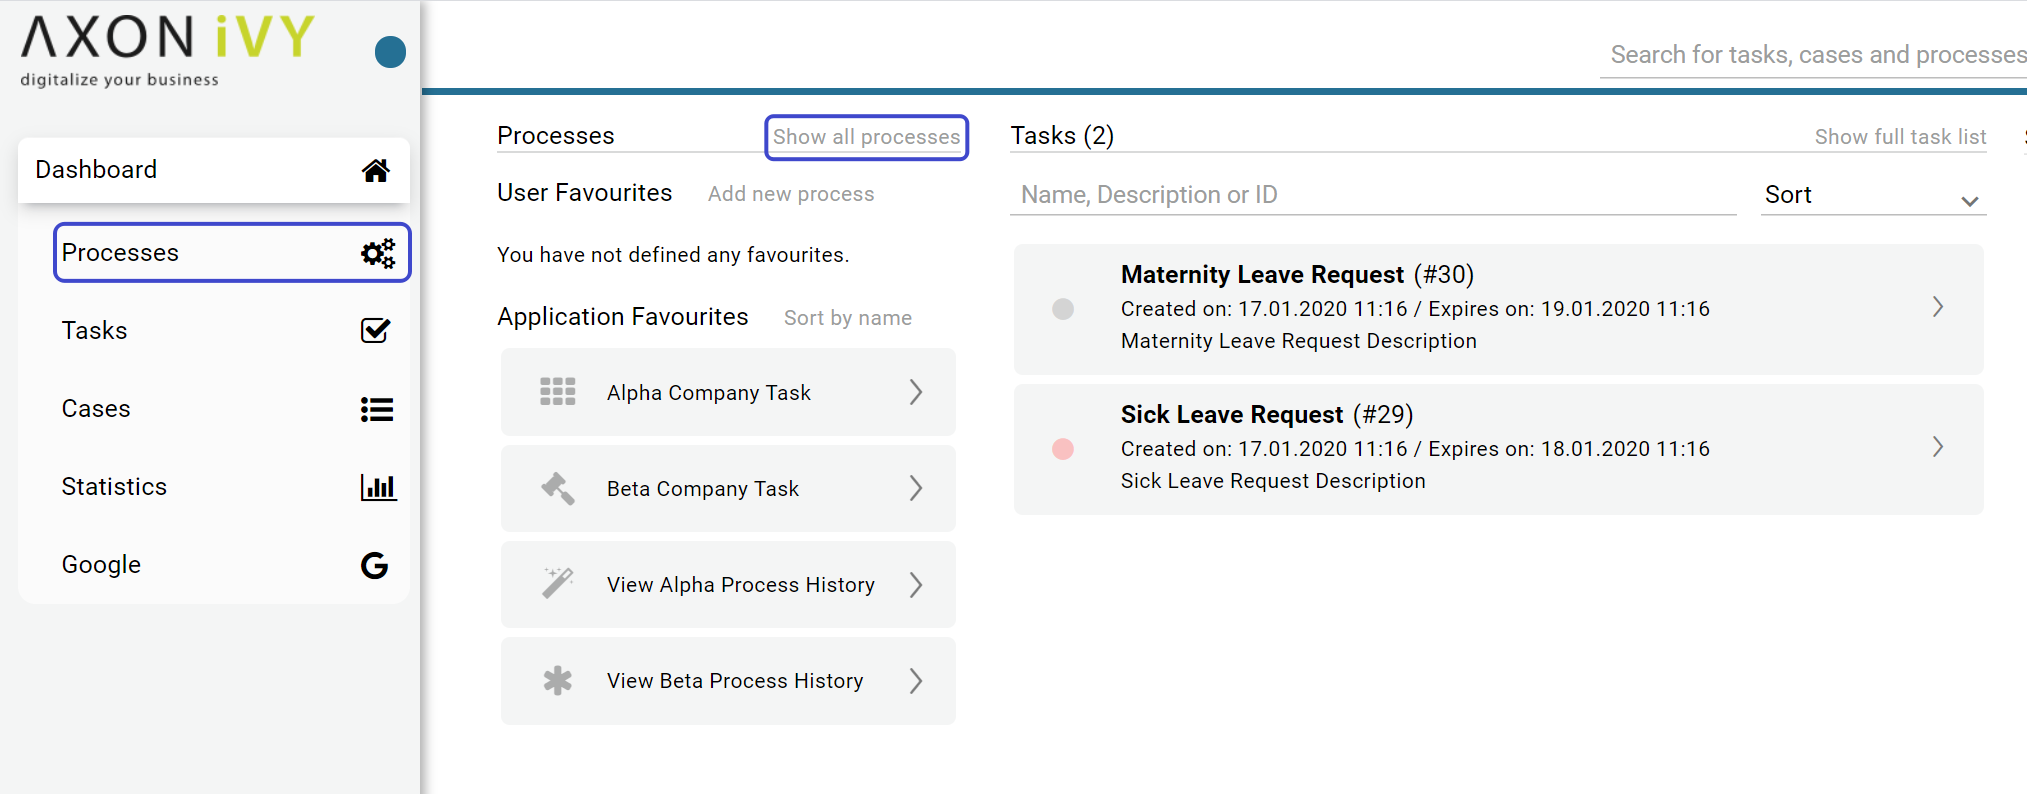 AXON iVY
digitalize your business
Dashboard
Processes
Tasks
Cases
Statistics
Google
Search for tasks, cases and processes
Processes
Show all processes
User Favourites
Add new process
You have not defined any favourites.
Application Favourites
Sort by name
Alpha Company Task
Beta Company Task
View Alpha Process History
View Beta Process History
Tasks (2)
Show full task list
Name, Description or ID
Sort
Maternity Leave Request (#30)
Created on: 17.01.2020 11:16 / Expires on: 19.01.2020 11:16
Maternity Leave Request Description
Sick Leave Request (#29)
Created on: 17.01.2020 11:16 / Expires on: 18.01.2020 11:16
Sick Leave Request Description